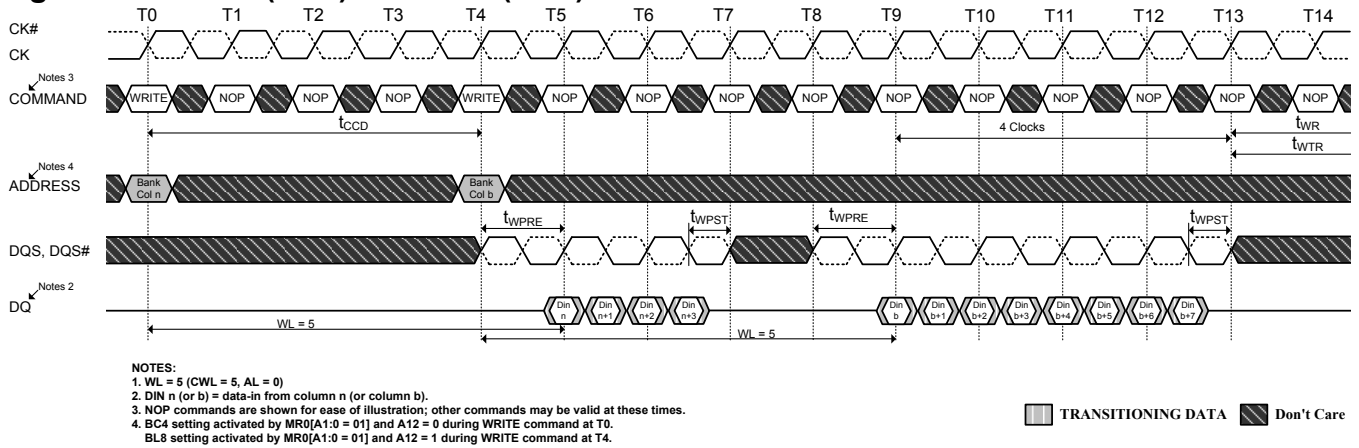 T0 T1 T2 T3 T4 T5 T6 T7 T8 T9 T10 T11 T12 T13 T14
CK#
CK
Notes 3
COMMAND WRITE NOP NOP NOP WRITE NOP NOP NOP NOP NOP NOP NOP NOP NOP NOP
tCCD 4 Clocks tWR
tWTR
Notes 4
ADDRESS
Bank Bank
Col n Col b
tWPRE tWPST tWPRE tWPST
DQS, DQS#
Notes 2
DQ
Din Din Din Din Din Din Din Din Din Din Din Din
n n+1 n+2 n+3 b b+1 b+2 b+3 b+4 b+5 b+6 b+7
WL = 5 WL = 5
NOTES:
1. WL = 5 (CWL = 5, AL = 0)
2. DIN n (or b) = data-in from column n (or column b).
3. NOP commands are shown for ease of illustration; other commands may be valid at these times.
4. BC4 setting activated by MR0[A1:0 = 01] and A12 = 0 during WRITE command at T0.
BL8 setting activated by MR0[A1:0 = 01] and A12 = 1 during WRITE command at T4.
TRANSITIONING DATA Don't Care